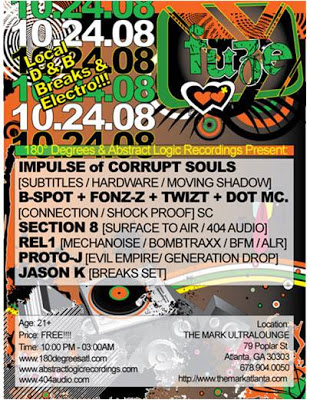 10.24.08
10.24.08
10.24.08
10.24.08
10.24.08
Local
D & B
Breaks &
Electro!!!
fuze
180° Degrees & Abstract Logic Recordings Present:
IMPULSE of CORRUPT SOULS
[SUBTITLES / HARDWARE / MOVING SHADOW]
B-SPOT + FONZ-Z + TWIZT + DOT MC.
[CONNECTION / SHOCK PROOF] SC
SECTION 8 [SURFACE TO AIR / 404 AUDIO]
REL1 [MECHANOISE / BOMBTRAXX / BFM / ALR]
PROTO-J [EVIL EMPIRE/ GENERATION DROP]
JASON K [BREAKS SET]
Age: 21+
Price: FREE!!!!
Time: 10:00 PM - 03:00AM
www.180degreesatl.com
www.abstractlogicrecordings.com
www.404audio.com
Location:
THE MARK ULTRALOUNGE
79 Poplar St
Atlanta, GA 30303
678.904.0050
http://www.themarkatlanta.com